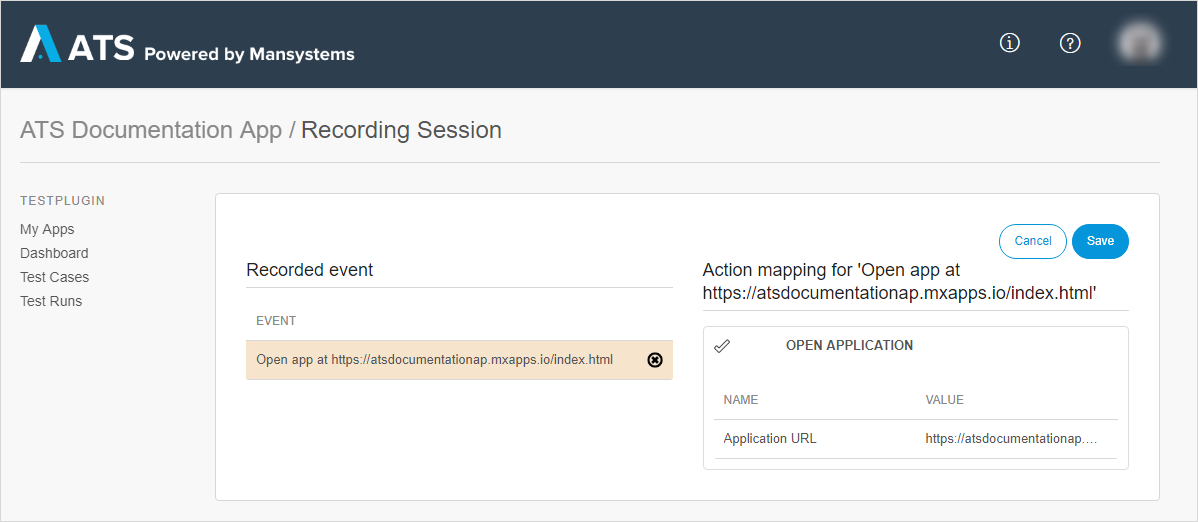 ATS Powered by Mansystems
ATS Documentation App / Recording Session
TESTPLUGIN
My Apps
Dashboard
Test Cases
Test Runs
Cancel
Save
Recorded event
EVENT
Open app at https://atsdocumentationap.mxapps.io/index.html
Action mapping for 'Open app at
https://atsdocumentationap.mxapps.io/index.html'
OPEN APPLICATION
NAME VALUE
Application URL https://atsdocumentationap....